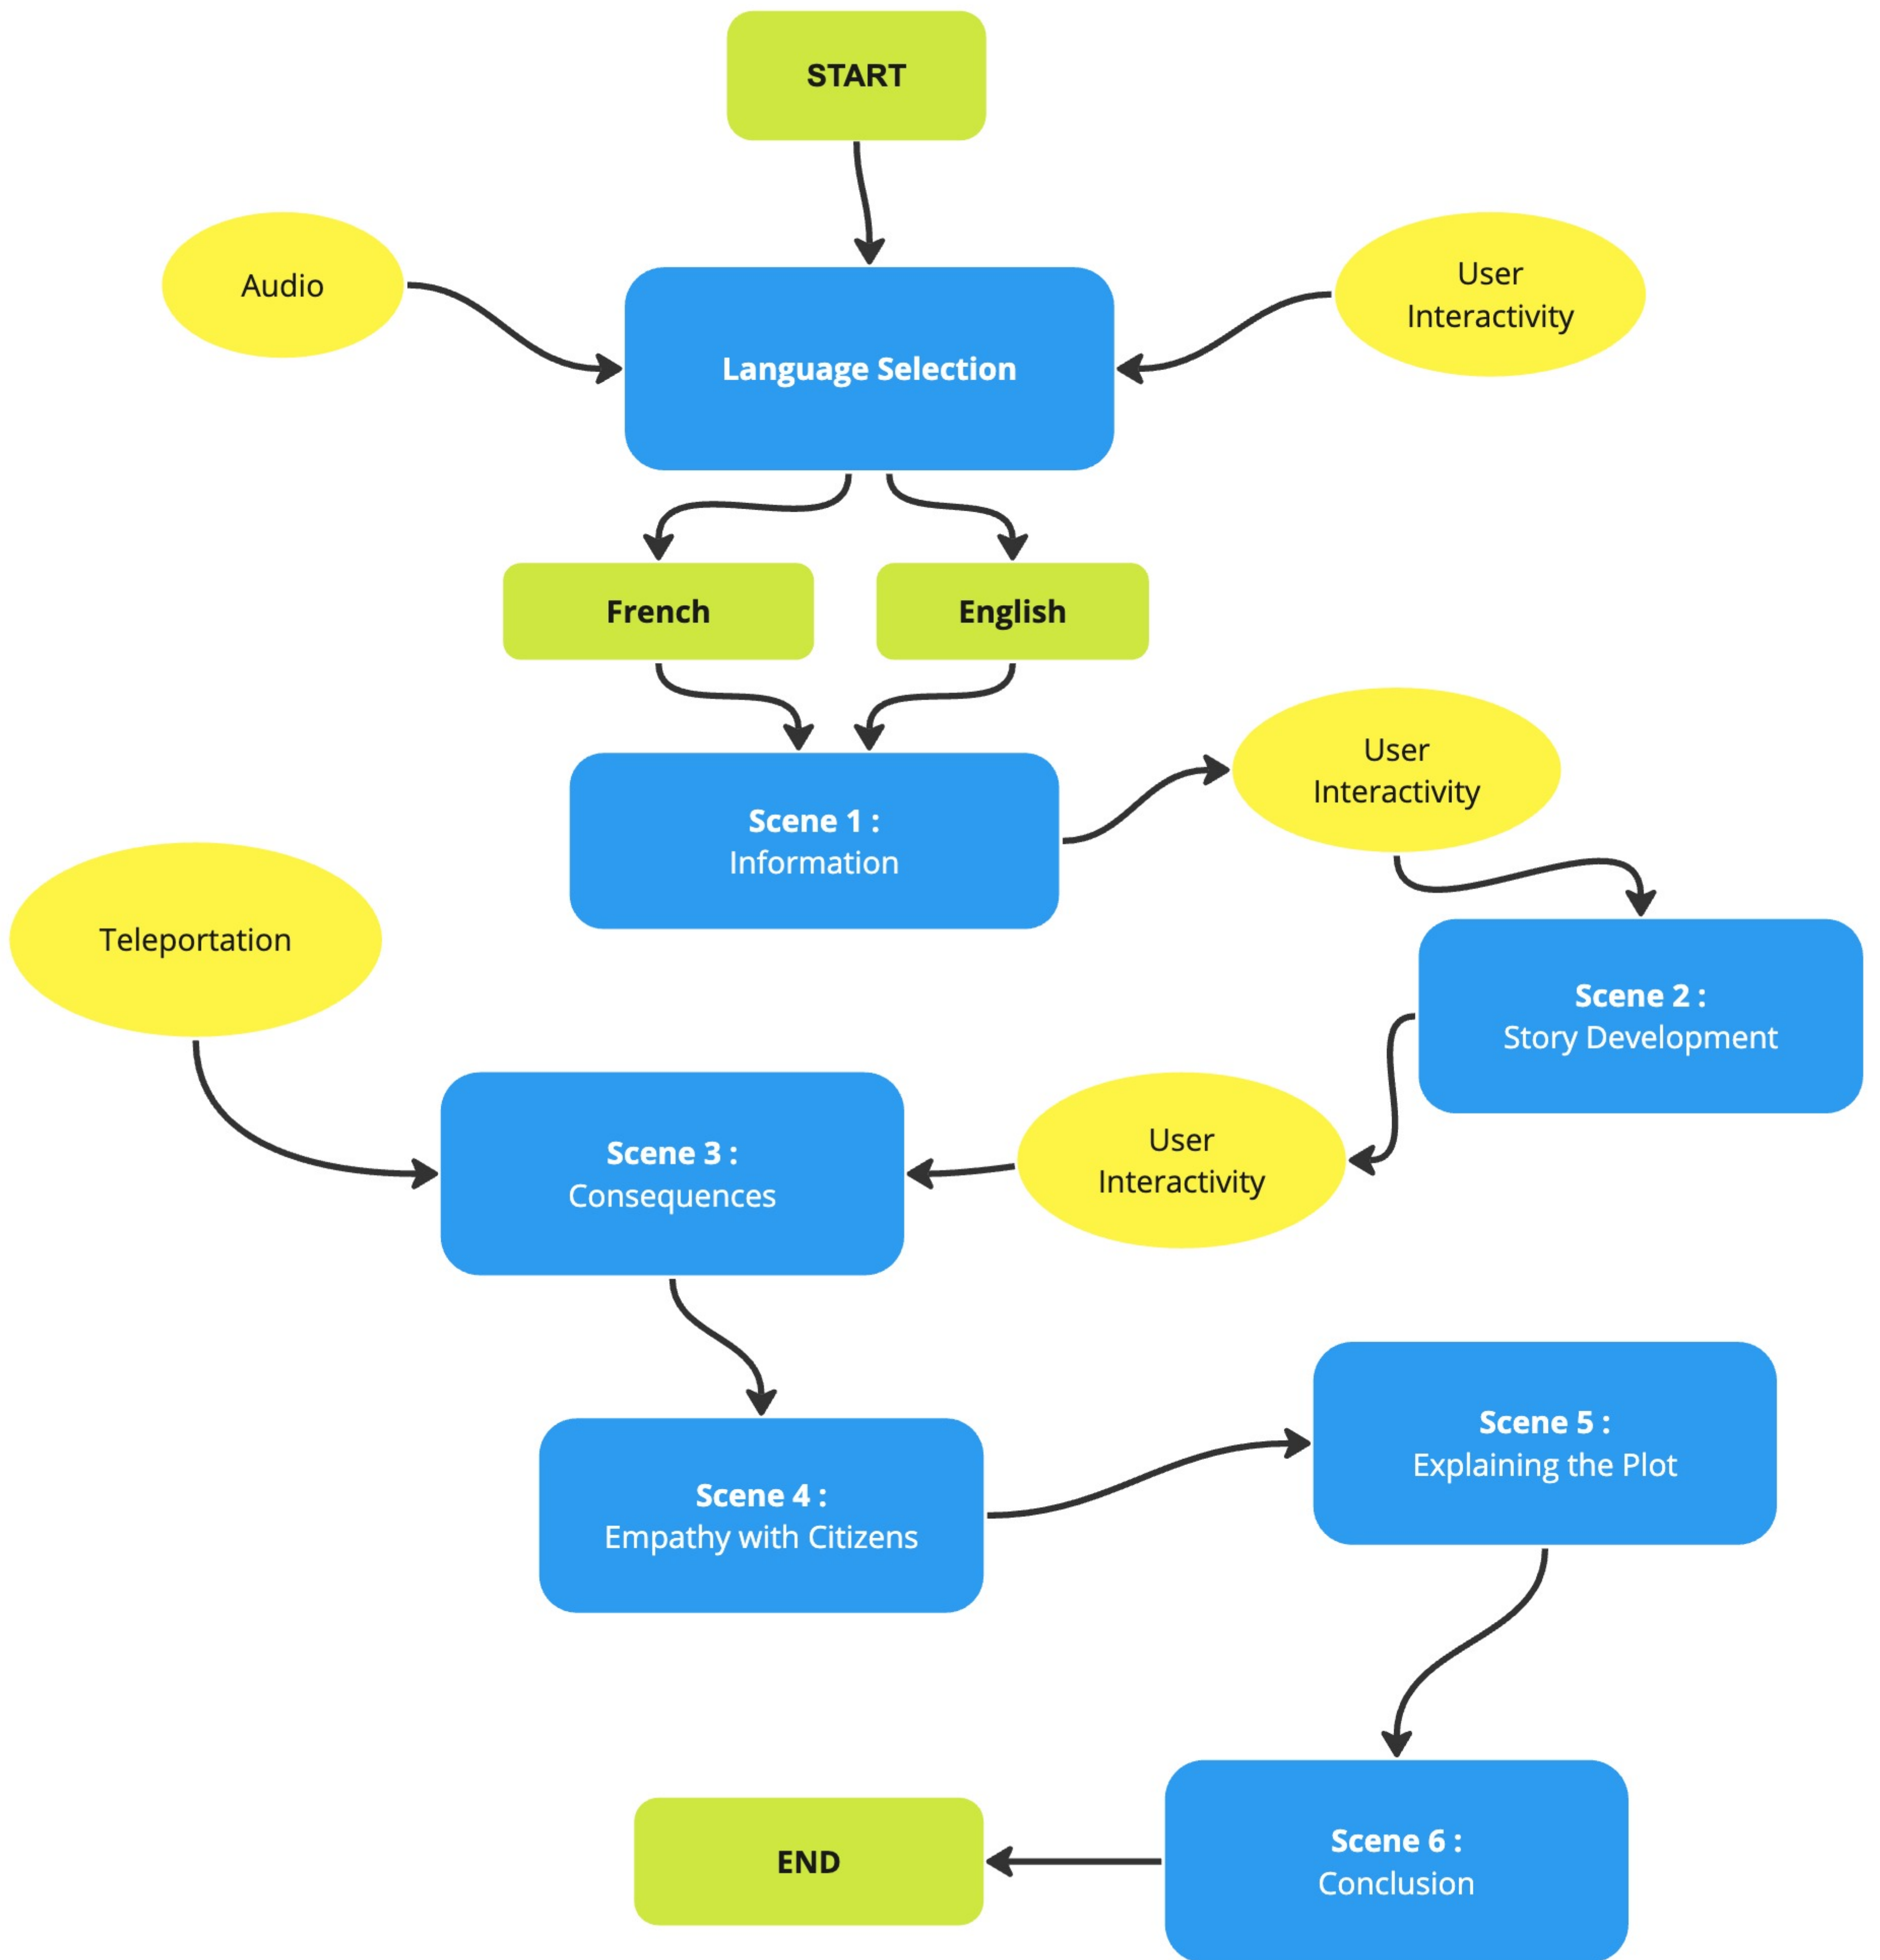 START
Audio
User
Interactivity
Language Selection
French
English
User
Interactivity
Scene 1 :
Information
Teleportation
Scene 2 :
Story Development
User
Interactivity
Scene 3 :
Consequences
Scene 5 :
Explaining the Plot
Scene 4 :
Empathy with Citizens
Scene 6 :
Conclusion
END